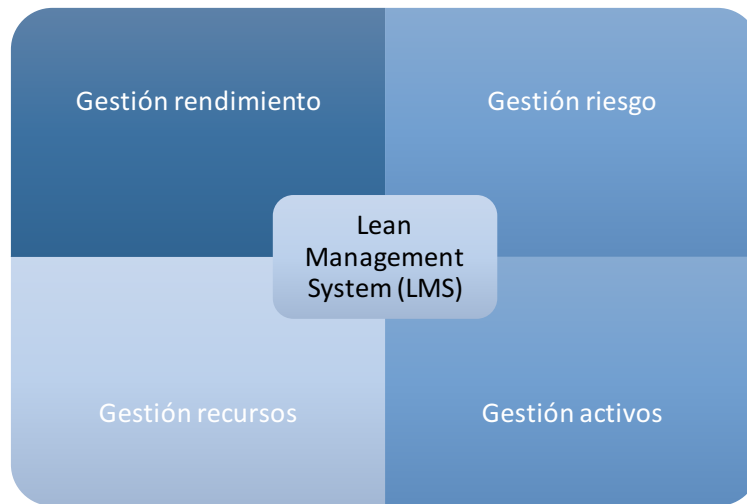 Gestión rendimiento
Gestión riesgo
Lean
Management
System (LMS)
Gestión recursos
Gestión activos